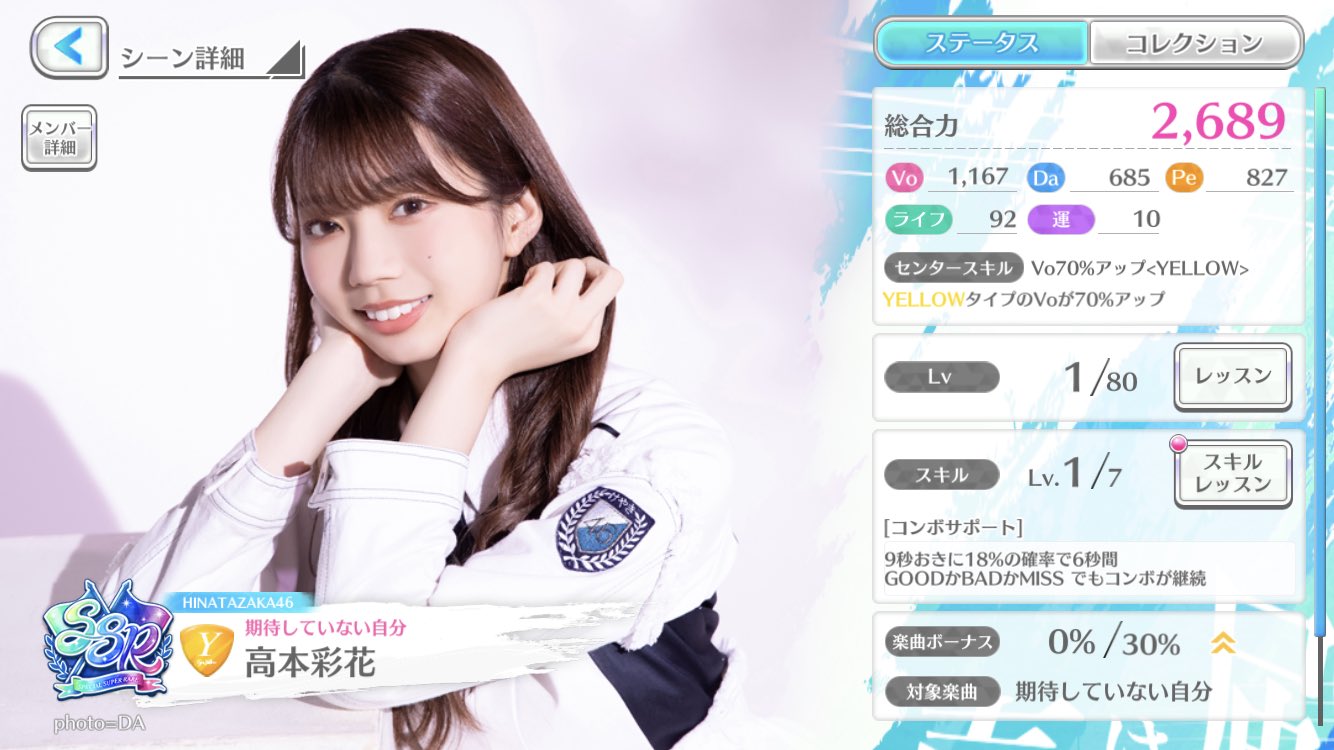 シーン詳細
メンバー
詳細
ステータス
コレクション
総合力 2,689
Vo 1,167 Da 685 Pe 827
ライフ 92 運 10
センタースキル Vo70%アップ<YELLOW>
YELLOWタイプのVoが70%アップ
Lv 1/80 レッスン
スキル Lv.1/7 スキル
レッスン
[コンボサポート]
9秒おきに18%の確率で6秒間
GOODかBADかMISS でもコンボが継続
楽曲ボーナス 0%/30%
対象楽曲 期待していない自分
けやき
SSR
HINATAZAKA46
Y
期待していない自分
高本彩花
photo=DA